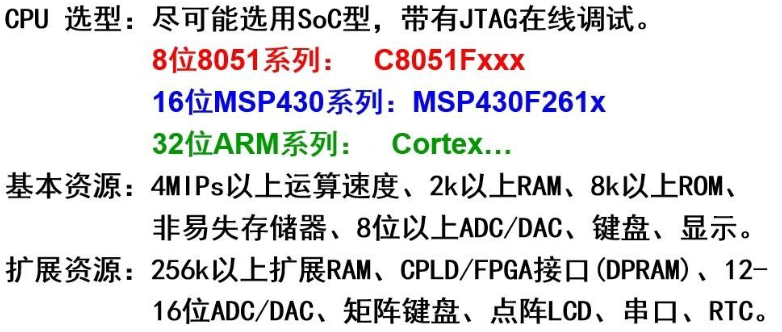 CPU 选型：尽可能选用SoC型，带有JTAG在线调试。
8位8051系列： C8051Fxxx
16位MSP430系列：MSP430F261x
32位ARM系列： Cortex…
基本资源：4MIPs以上运算速度、2k以上RAM、8k以上ROM、
非易失存储器、8位以上ADC/DAC、键盘、显示。
扩展资源：256k以上扩展RAM、CPLD/FPGA接口(DPRAM)、12-
16位ADC/DAC、矩阵键盘、点阵LCD、串口、RTC。